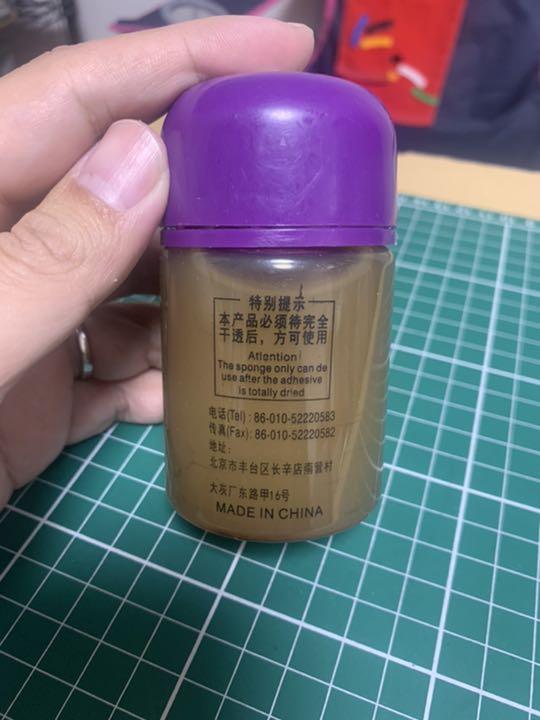 特别提示
本产品必须待完全
干透后，方可使用
Atlention
The sponge only can de
use after the adhesive
is totally dried
电话(Tel)：86-010-52220583
传真(Fax)：86-010-52220582
地址：
北京市丰台区长辛店南营村
大灰厂东路甲16号
MADE IN CHINA